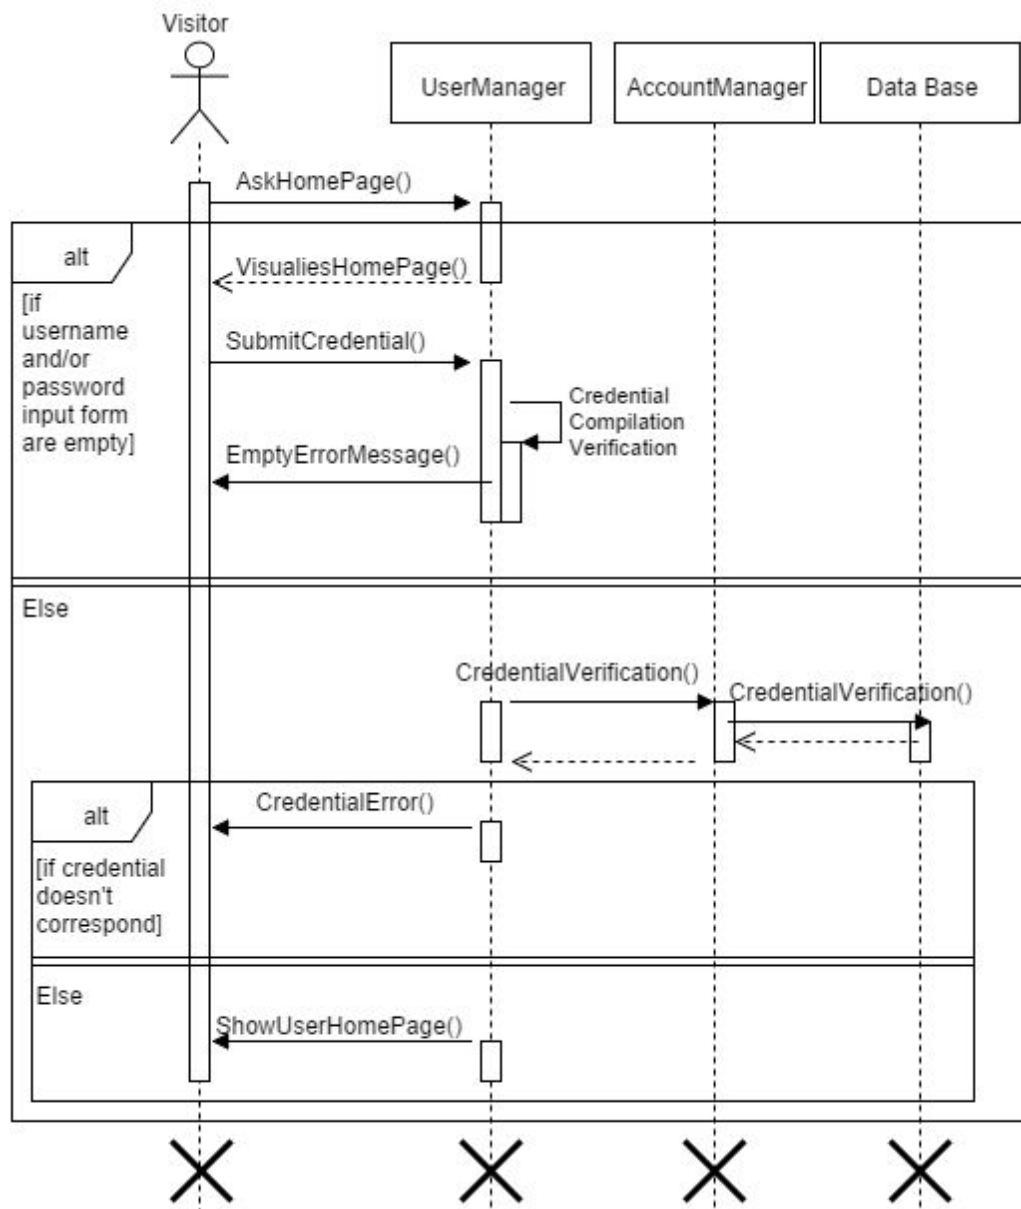 Visitor
UserManager
AccountManager
Data Base
AskHomePage()
alt
VisualiesHomePage()
[if
username
and/or
password
input form
are empty]
SubmitCredential()
Credential
Compilation
Verification
EmptyErrorMessage()
Else
CredentialVerification()
CredentialVerification()
alt
CredentialError()
[if credential
doesn't
correspond]
Else
ShowUserHomePage()